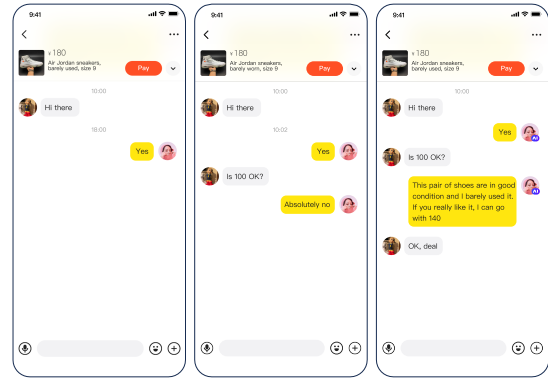 9:41
¥180
Air Jordan sneakers,
barely used, size 9
Pay
10:00
Hi there
18:00
Yes
9:41
¥180
Air Jordan sneakers,
barely worn, size 9
Pay
10:00
Hi there
10:02
Yes
Is 100 OK?
Absolutely no
9:41
¥180
Air Jordan sneakers,
barely used, size 9
Pay
10:00
Hi there
Yes
AI
Is 100 OK?
This pair of shoes are in good
condition and I barely used it.
If you really like it, I can go
with 140
AI
OK, deal